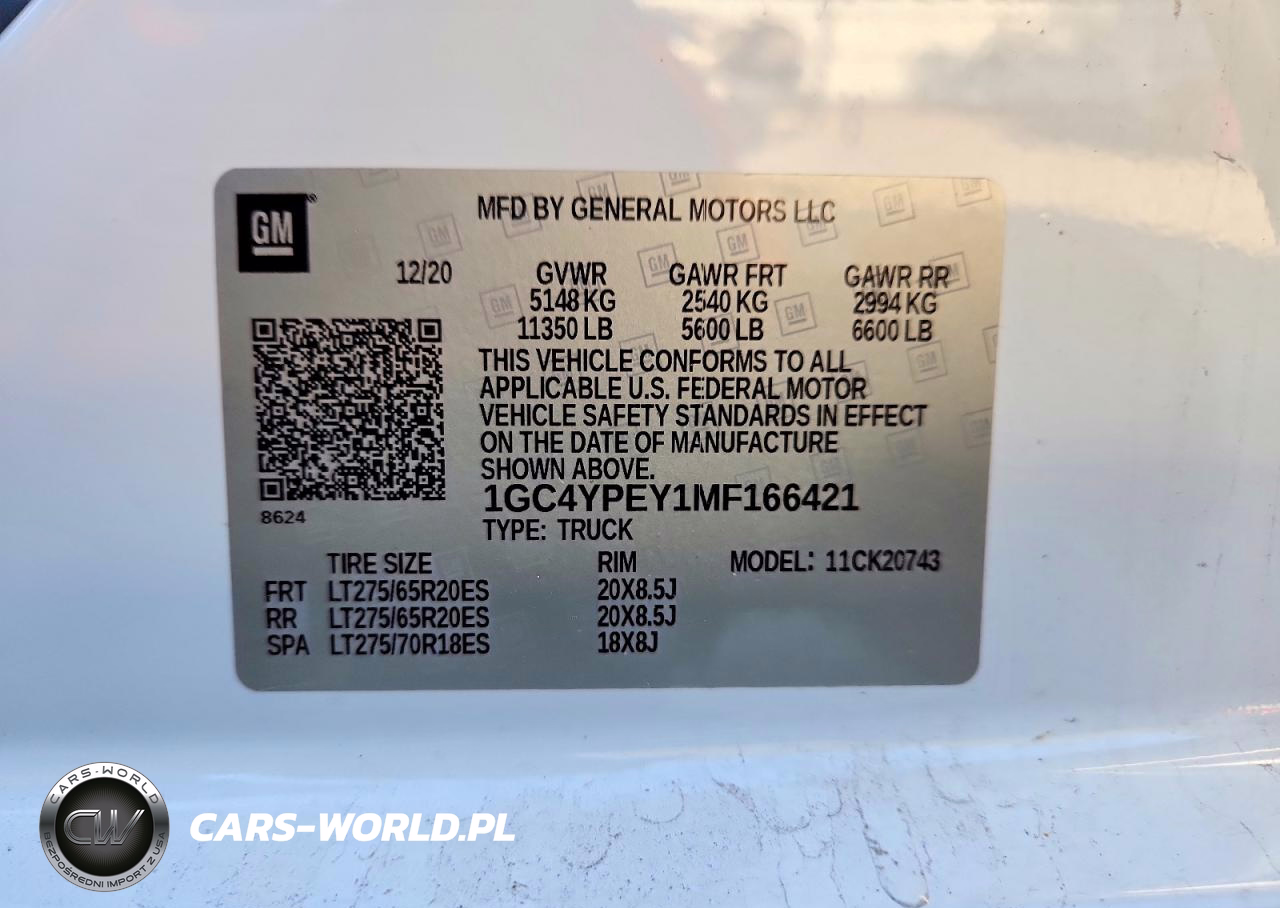 GM
MFD BY GENERAL MOTORS LLC
12/20 GVWR GAWR FRT GAWR RR
5148 KG 2540 KG 2994 KG
11350 LB 5600 LB 6600 LB
THIS VEHICLE CONFORMS TO ALL
APPLICABLE U.S. FEDERAL MOTOR
VEHICLE SAFETY STANDARDS IN EFFECT
ON THE DATE OF MANUFACTURE
SHOWN ABOVE.
1GC4YPEY1MF166421
8624
TYPE: TRUCK
TIRE SIZE RIM MODEL: 11CK20743
FRT LT275/65R20ES 20X8.5J
RR LT275/65R20ES 20X8.5J
SPA LT275/70R18ES 18X8J
CARS-WORLD
CW
BEZPOŚREDNI IMPORT Z USA
CARS-WORLD.PL